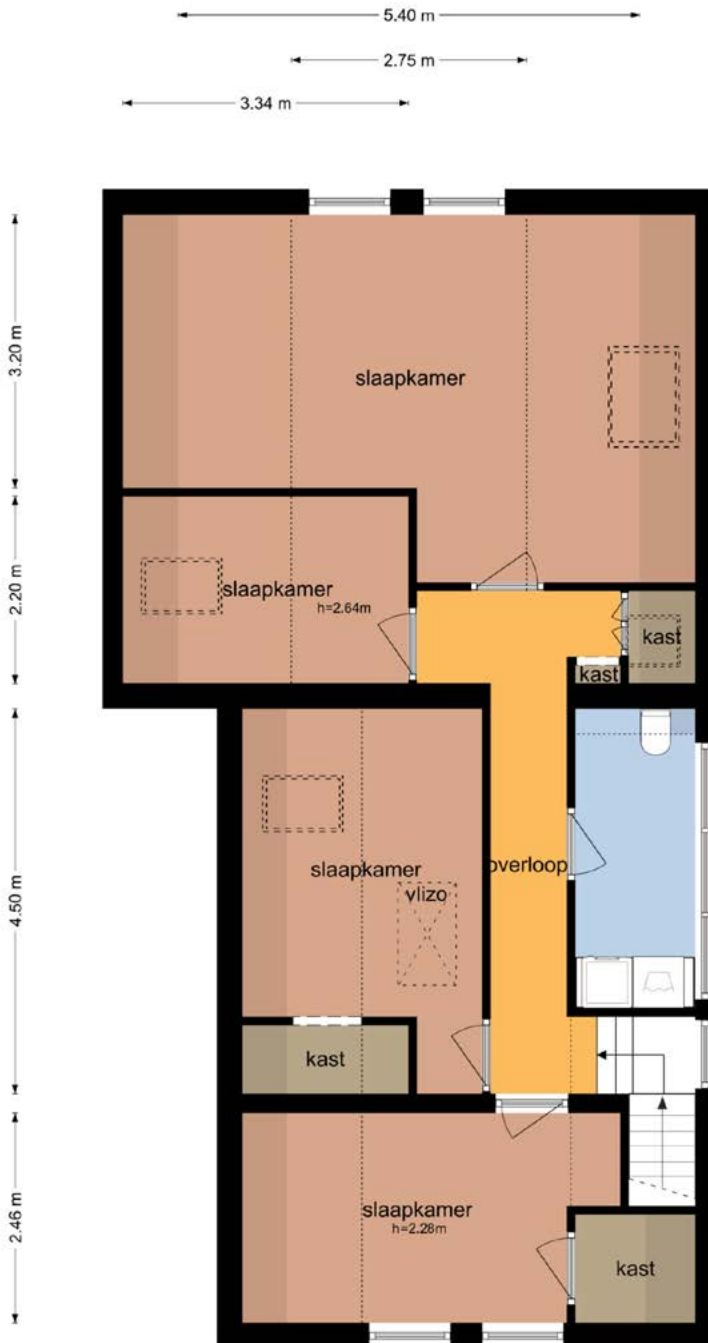 5.40 m
2.75 m
3.34 m
3.20 m
slaapkamer
2.20 m
slaapkamer
h=2.64m
kast
kast
4.50 m
slaapkamer
vlizo
overloop
kast
2.46 m
slaapkamer
h=2.28m
kast